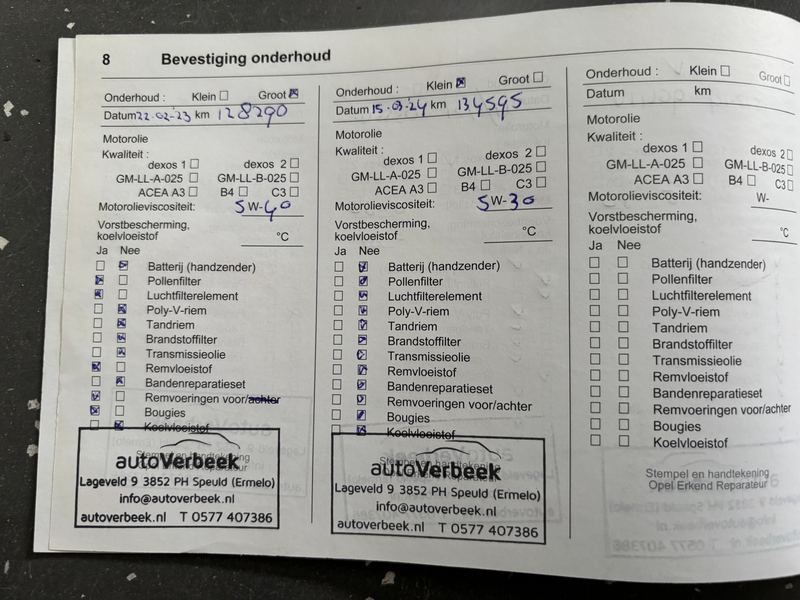 8 Bevestiging onderhoud
Onderhoud : Klein Groot
Datum 22-02-23 km 128290
Motorolie
Kwaliteit :
dexos 1 dexos 2
GM-LL-A-025 GM-LL-B-025
ACEA A3 B4 C3
Motorolieviscositeit: 5 W- 40
Vorstbescherming,
koelvloeistof °C
Ja Nee
Batterij (handzender)
Pollenfilter
Luchtfilterelement
Poly-V-riem
Tandriem
Brandstoffilter
Transmissieolie
Remvloeistof
Bandenreparatieset
Remvoeringen voor/achter
Bougies
Koelvloeistof
Stempel en handtekening
autoVerbeek
Lageveld 9 3852 PH Speuld (Ermelo)
info@autoverbeek.nl
autoverbeek.nl T 0577 407386
Onderhoud : Klein Groot
Datum 15-03-24 km 134595
Motorolie
Kwaliteit :
dexos 1 dexos 2
GM-LL-A-025 GM-LL-B-025
ACEA A3 B4 C3
Motorolieviscositeit: 5 W- 30
Vorstbescherming,
koelvloeistof °C
Ja Nee
Batterij (handzender)
Pollenfilter
Luchtfilterelement
Poly-V-riem
Tandriem
Brandstoffilter
Transmissieolie
Remvloeistof
Bandenreparatieset
Remvoeringen voor/achter
Bougies
Koelvloeistof
Stempel en handtekening
autoVerbeek
Lageveld 9 3852 PH Speuld (Ermelo)
info@autoverbeek.nl
autoverbeek.nl T 0577 407386
Onderhoud : Klein Groot
Datum km
Motorolie
Kwaliteit :
dexos 1 dexos 2
GM-LL-A-025 GM-LL-B-025
ACEA A3 B4 C3
Motorolieviscositeit: W-
Vorstbescherming,
koelvloeistof °C
Ja Nee
Batterij (handzender)
Pollenfilter
Luchtfilterelement
Poly-V-riem
Tandriem
Brandstoffilter
Transmissieolie
Remvloeistof
Bandenreparatieset
Remvoeringen voor/achter
Bougies
Koelvloeistof
Stempel en handtekening
Opel Erkend Reparateur